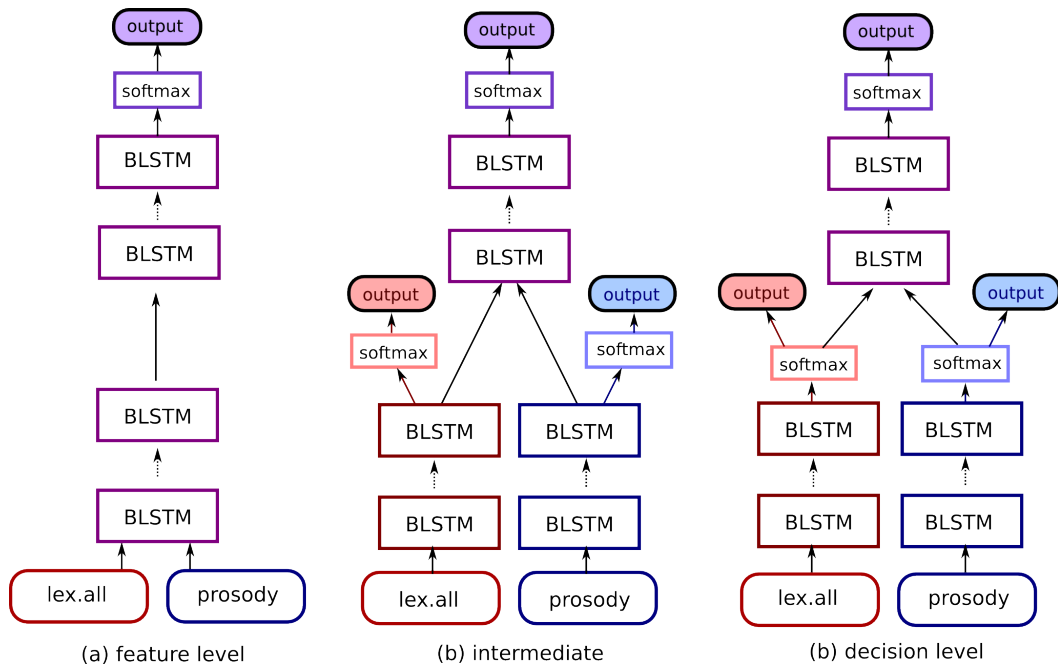 output
softmax
BLSTM
BLSTM
BLSTM
BLSTM
lex.all
prosody
(a) feature level
output
softmax
BLSTM
BLSTM
output
output
softmax
softmax
BLSTM
BLSTM
BLSTM
BLSTM
lex.all
prosody
(b) intermediate
output
softmax
BLSTM
BLSTM
output
output
softmax
softmax
BLSTM
BLSTM
BLSTM
BLSTM
lex.all
prosody
(b) decision level